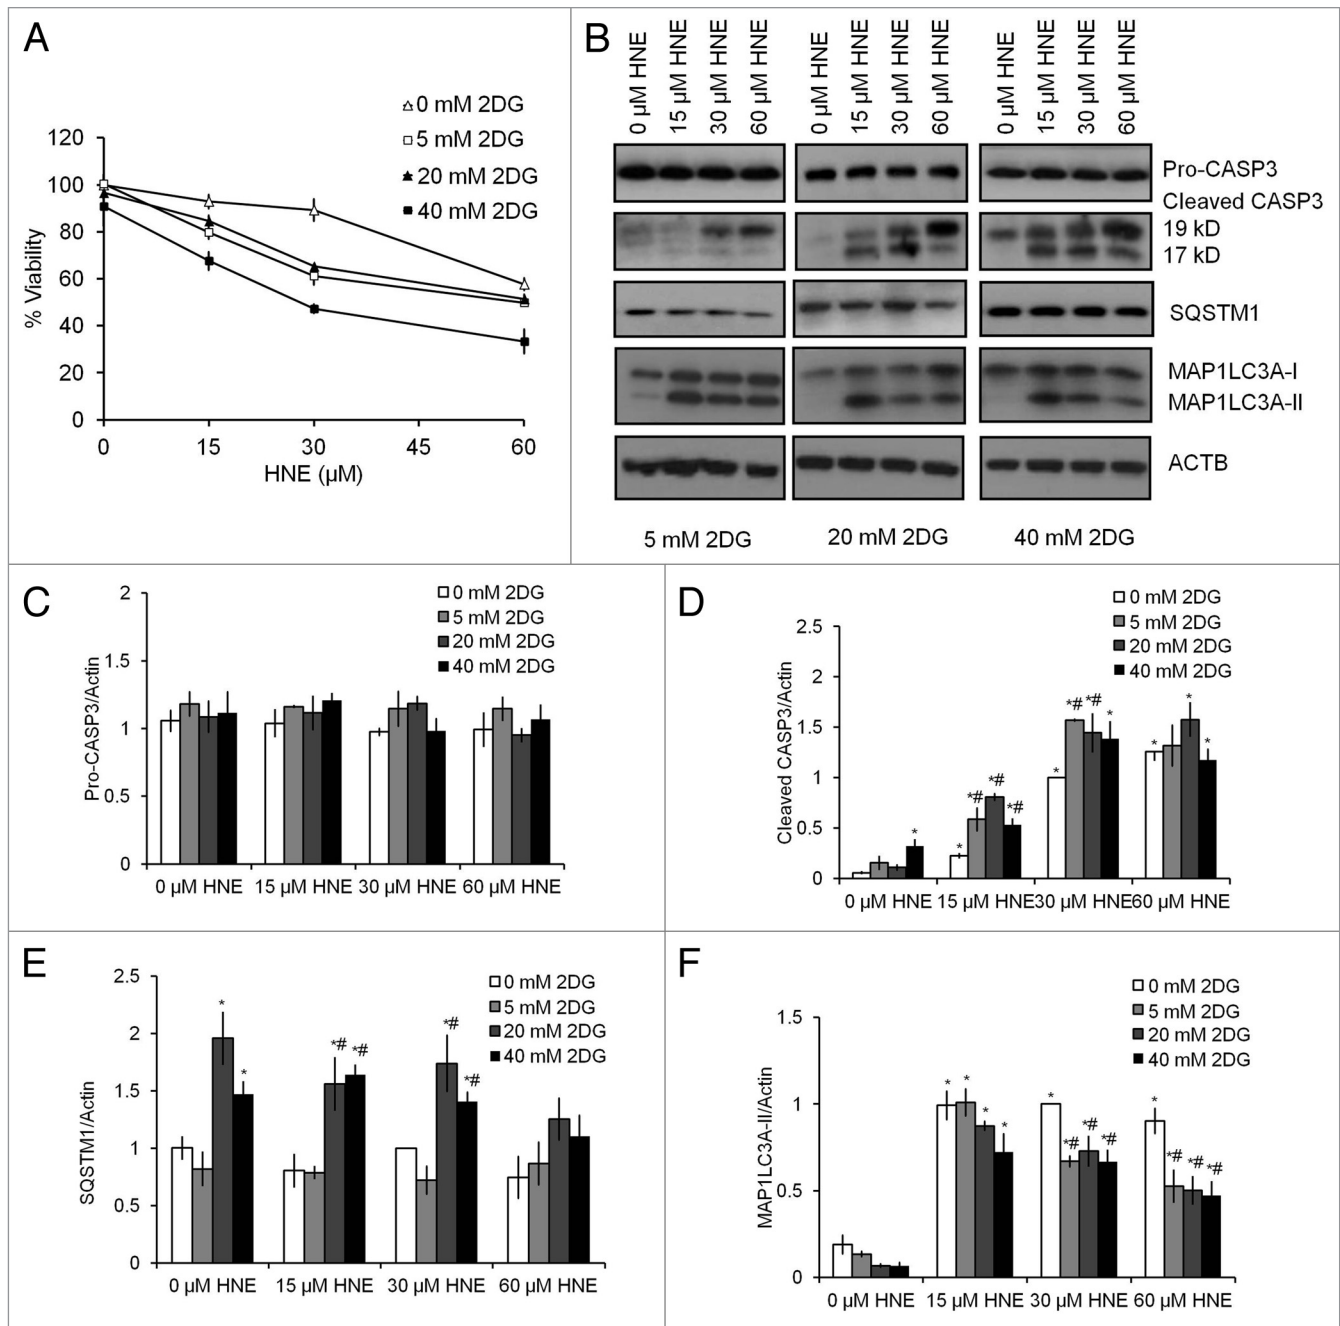 A
0 mM 2DG
5 mM 2DG
20 mM 2DG
40 mM 2DG
120
100
80
60
40
20
0
% Viability
0 15 30 45 60
HNE (µM)
B
0 µM HNE
15 µM HNE
30 µM HNE
60 µM HNE
0 µM HNE
15 µM HNE
30 µM HNE
60 µM HNE
0 µM HNE
15 µM HNE
30 µM HNE
60 µM HNE
Pro-CASP3
Cleaved CASP3
19 kD
17 kD
SQSTM1
MAP1LC3A-I
MAP1LC3A-II
ACTB
5 mM 2DG 20 mM 2DG 40 mM 2DG
C
0 mM 2DG
5 mM 2DG
20 mM 2DG
40 mM 2DG
2
1.5
1
0.5
0
Pro-CASP3/Actin
0 µM HNE 15 µM HNE 30 µM HNE 60 µM HNE
D
0 mM 2DG
5 mM 2DG
20 mM 2DG
40 mM 2DG
2.5
2
1.5
1
0.5
0
Cleaved CASP3/Actin
* * *# *# *# * *# *# * * * *
0 µM HNE 15 µM HNE 30 µM HNE 60 µM HNE
E
0 mM 2DG
5 mM 2DG
20 mM 2DG
40 mM 2DG
2.5
2
1.5
1
0.5
0
SQSTM1/Actin
* * *# *# *# *#
0 µM HNE 15 µM HNE 30 µM HNE 60 µM HNE
F
0 mM 2DG
5 mM 2DG
20 mM 2DG
40 mM 2DG
1.5
1
0.5
0
MAP1LC3A-II/Actin
* * * * * *# *# *# * *# *# *#
0 µM HNE 15 µM HNE 30 µM HNE 60 µM HNE